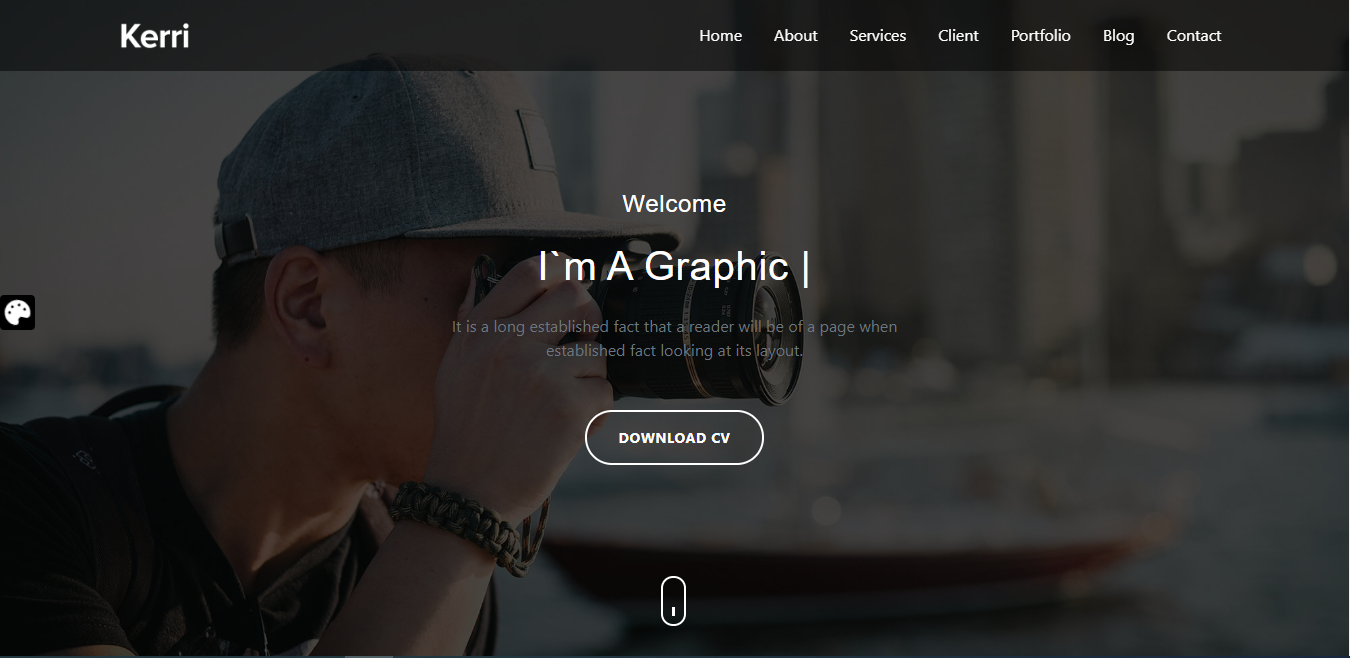 Kerri
Home About Services Client Portfolio Blog Contact
Welcome
I`m A Graphic |
It is a long established fact that a reader will be of a page when
established fact looking at its layout.
DOWNLOAD CV